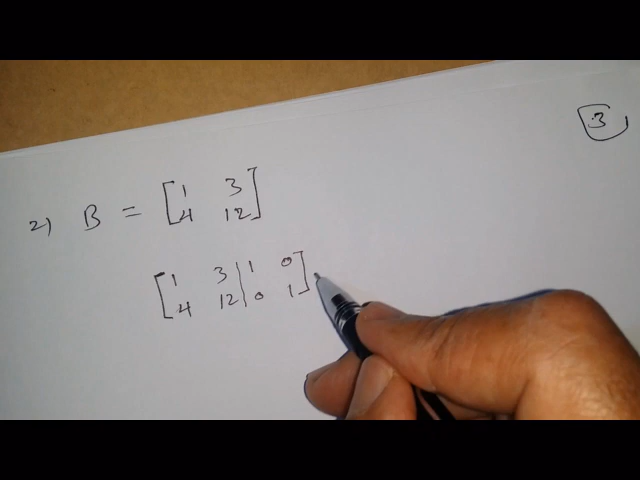 3
2) B = [1 3
4 12]
[1 3 | 1 0
4 12 | 0 1]